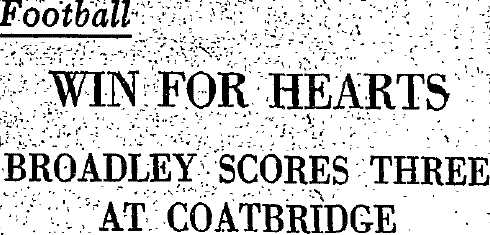 Football
WIN FOR HEARTS
BROADLEY SCORES THREE
AT COATBRIDGE